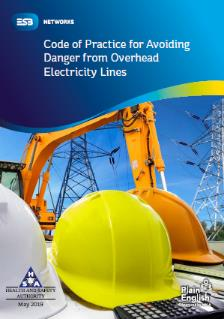 ESB NETWORKS
Code of Practice for Avoiding
Danger from Overhead
Electricity Lines
HSA
HEALTH AND SAFETY
AUTHORITY
May 2019
Plain
English